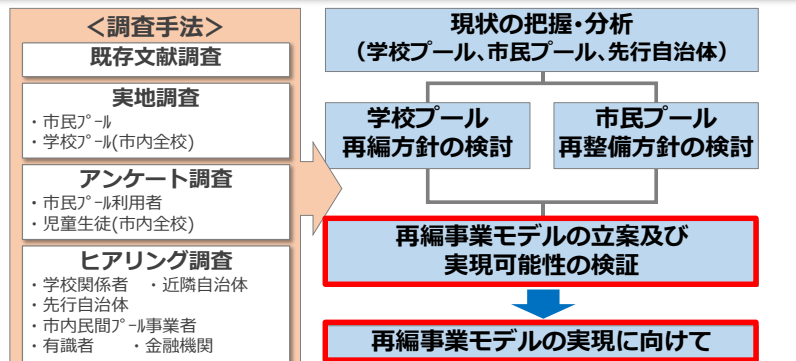 ＜調査手法＞
既存文献調査
実地調査
・市民ﾌﾟｰﾙ
・学校ﾌﾟｰﾙ(市内全校)
アンケート調査
・市民ﾌﾟｰﾙ利用者
・児童生徒(市内全校)
ヒアリング調査
・学校関係者 ・近隣自治体
・先行自治体
・市内民間ﾌﾟｰﾙ事業者
・有識者 ・金融機関
現状の把握・分析
（学校プール、市民プール、先行自治体）
学校プール
再編方針の検討
市民プール
再整備方針の検討
再編事業モデルの立案及び
実現可能性の検証
再編事業モデルの実現に向けて